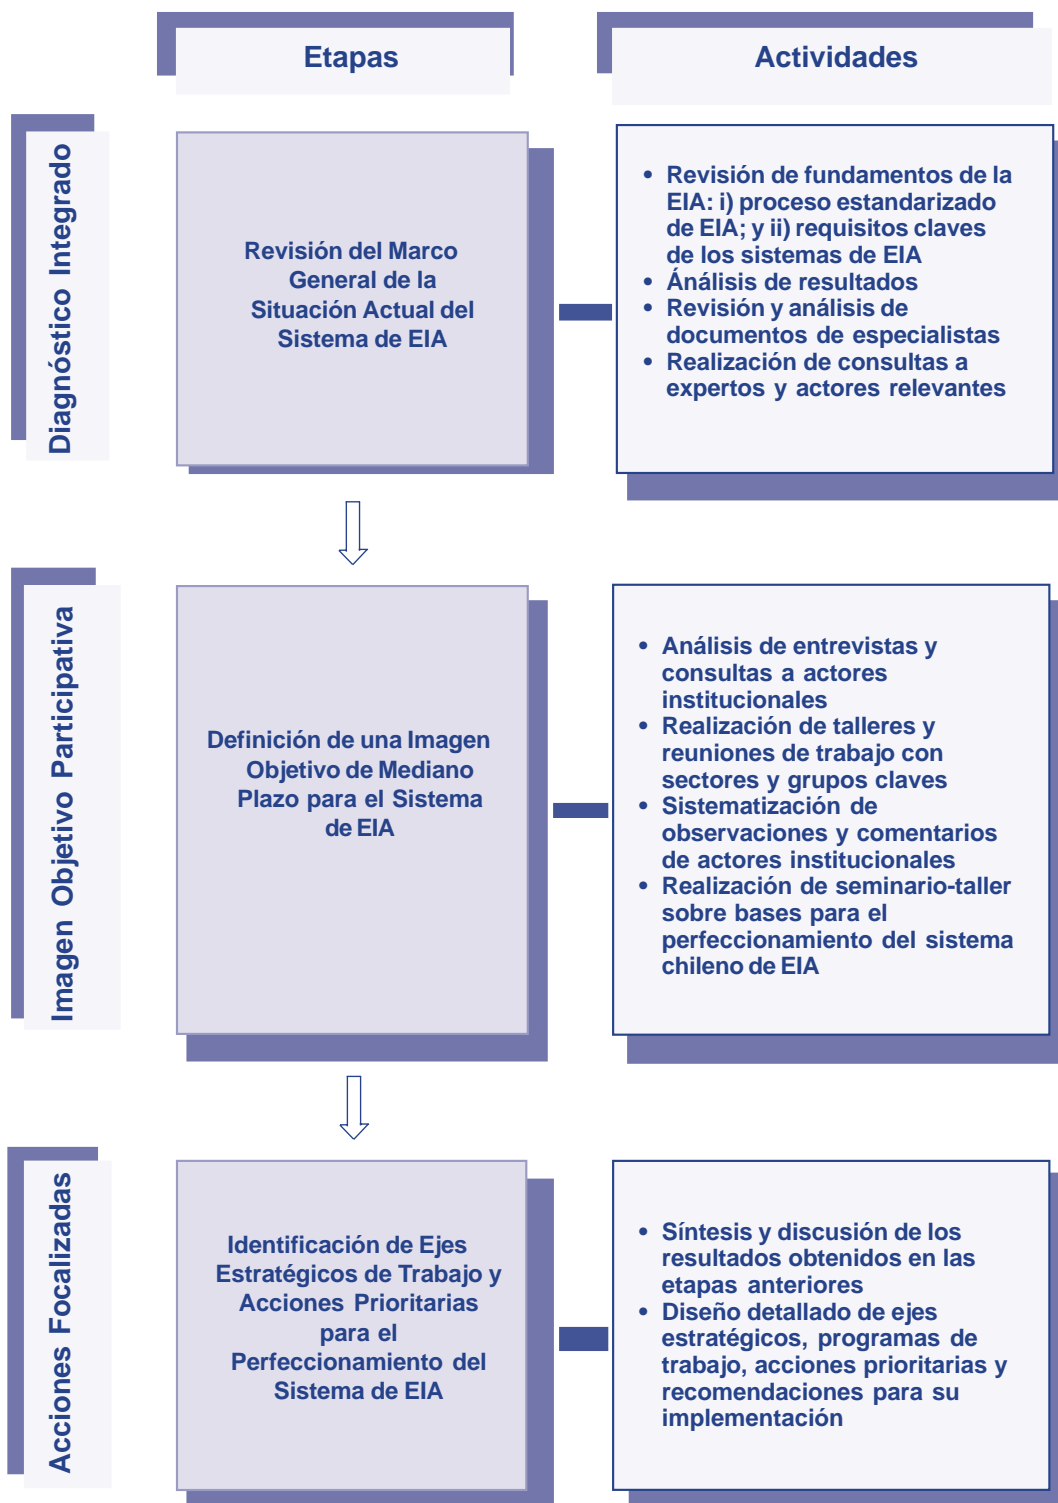 Etapas
Actividades
Diagnóstico Integrado
Revisión del Marco
General de la
Situación Actual del
Sistema de EIA
• Revisión de fundamentos de la
EIA: i) proceso estandarizado
de EIA; y ii) requisitos claves
de los sistemas de EIA
• Ánálisis de resultados
• Revisión y análisis de
documentos de especialistas
• Realización de consultas a
expertos y actores relevantes
Imagen Objetivo Participativa
Definición de una Imagen
Objetivo de Mediano
Plazo para el Sistema
de EIA
• Análisis de entrevistas y
consultas a actores
institucionales
• Realización de talleres y
reuniones de trabajo con
sectores y grupos claves
• Sistematización de
observaciones y comentarios
de actores institucionales
• Realización de seminario-taller
sobre bases para el
perfeccionamiento del sistema
chileno de EIA
Acciones Focalizadas
Identificación de Ejes
Estratégicos de Trabajo y
Acciones Prioritarias
para el
Perfeccionamiento del
Sistema de EIA
• Síntesis y discusión de los
resultados obtenidos en las
etapas anteriores
• Diseño detallado de ejes
estratégicos, programas de
trabajo, acciones prioritarias y
recomendaciones para su
implementación